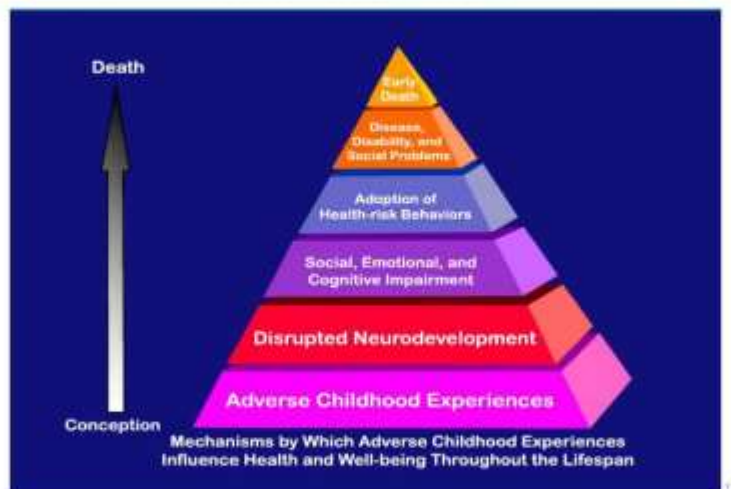 Death
Early
Death
Disease,
Disability, and
Social Problems
Adoption of
Health-risk Behaviors
Social, Emotional, and
Cognitive Impairment
Disrupted Neurodevelopment
Adverse Childhood Experiences
Conception
Mechanisms by Which Adverse Childhood Experiences
Influence Health and Well-being Throughout the Lifespan